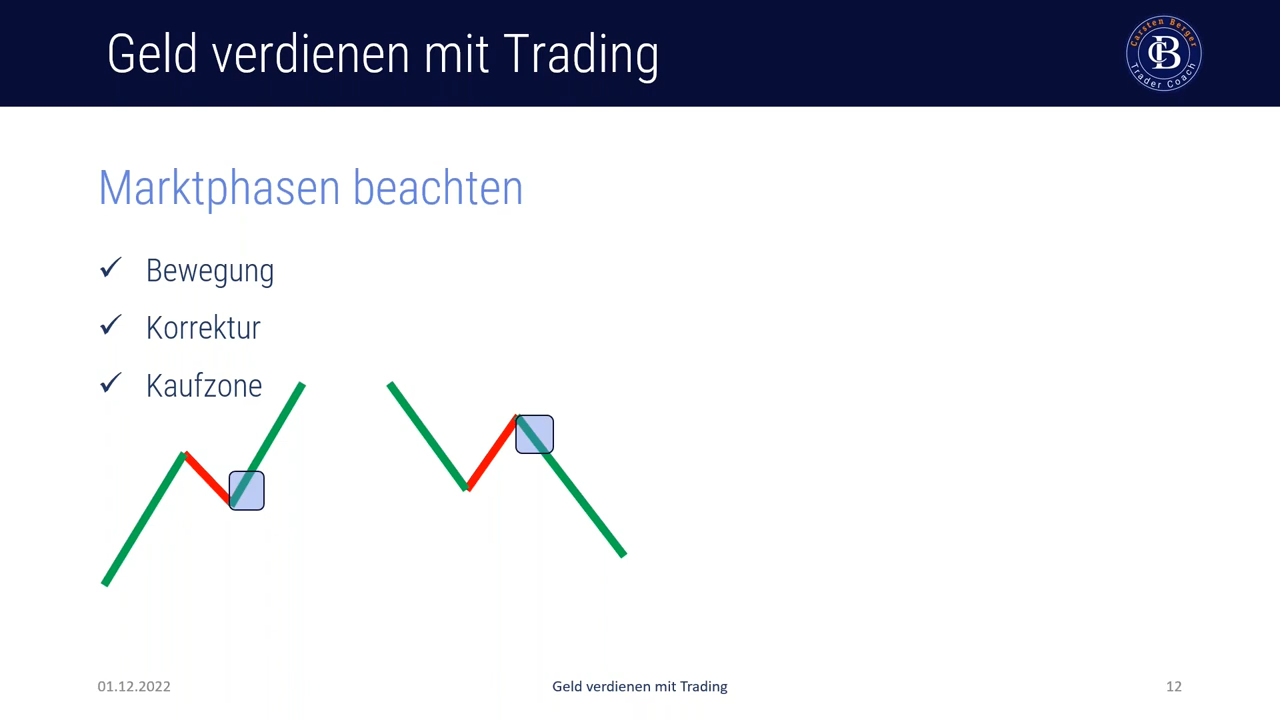 Geld verdienen mit Trading
Carsten Berger
CB
Trader Coach
Marktphasen beachten
✓ Bewegung
✓ Korrektur
✓ Kaufzone
01.12.2022
Geld verdienen mit Trading
12